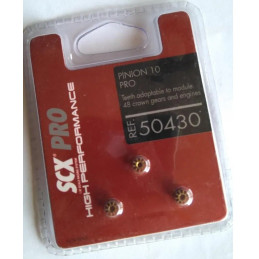 PINION 10
PRO
Teeth adaptable to module
48 crown gears and engines
REF. 50430
SCX PRO
HIGH PERFORMANCE